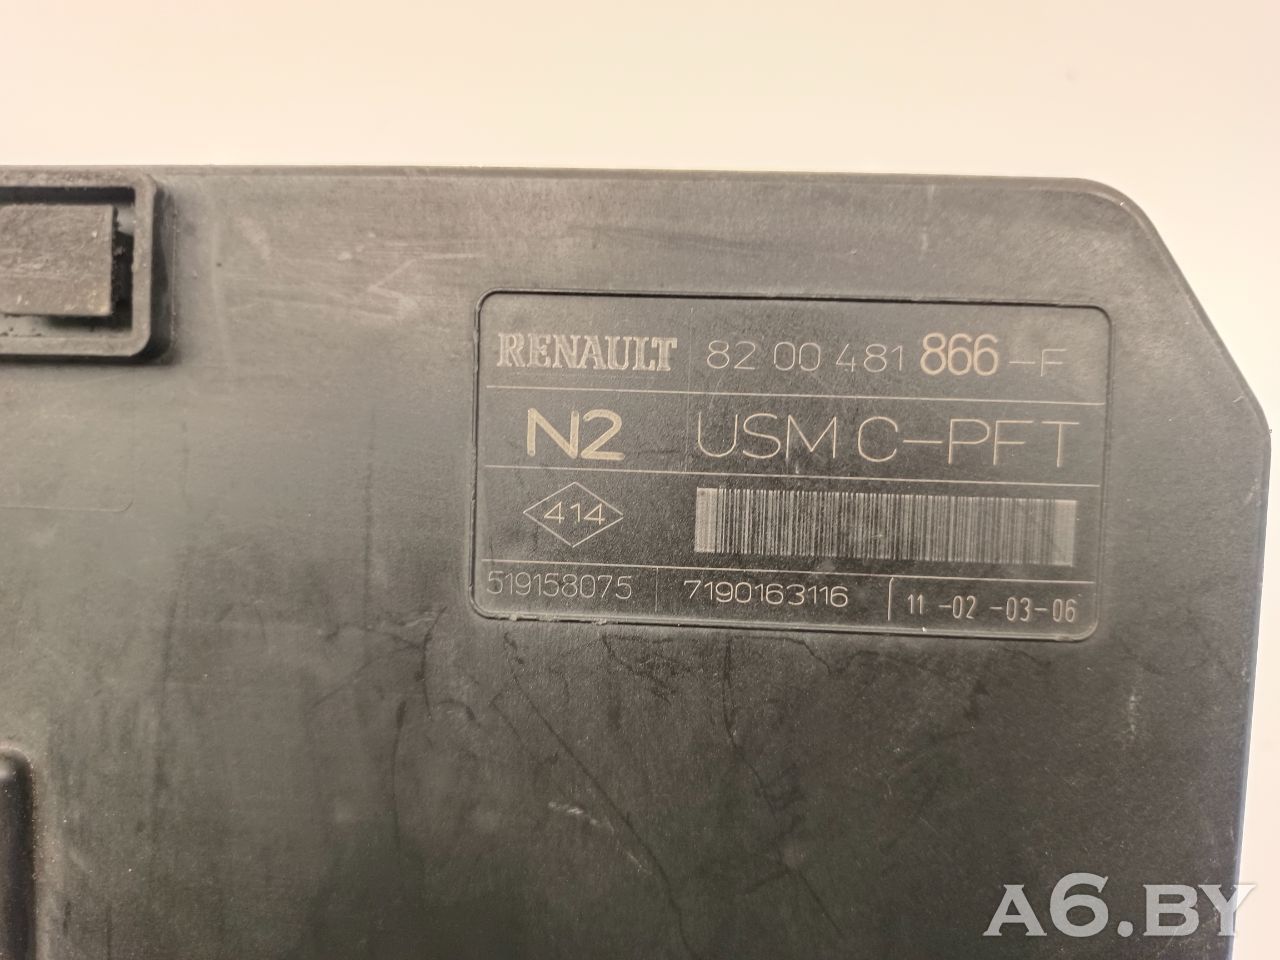 RENAULT 82 00 481 866-F
N2 USM C-PFT
414
519158075 7190163116 11-02-03-06
A6.BY